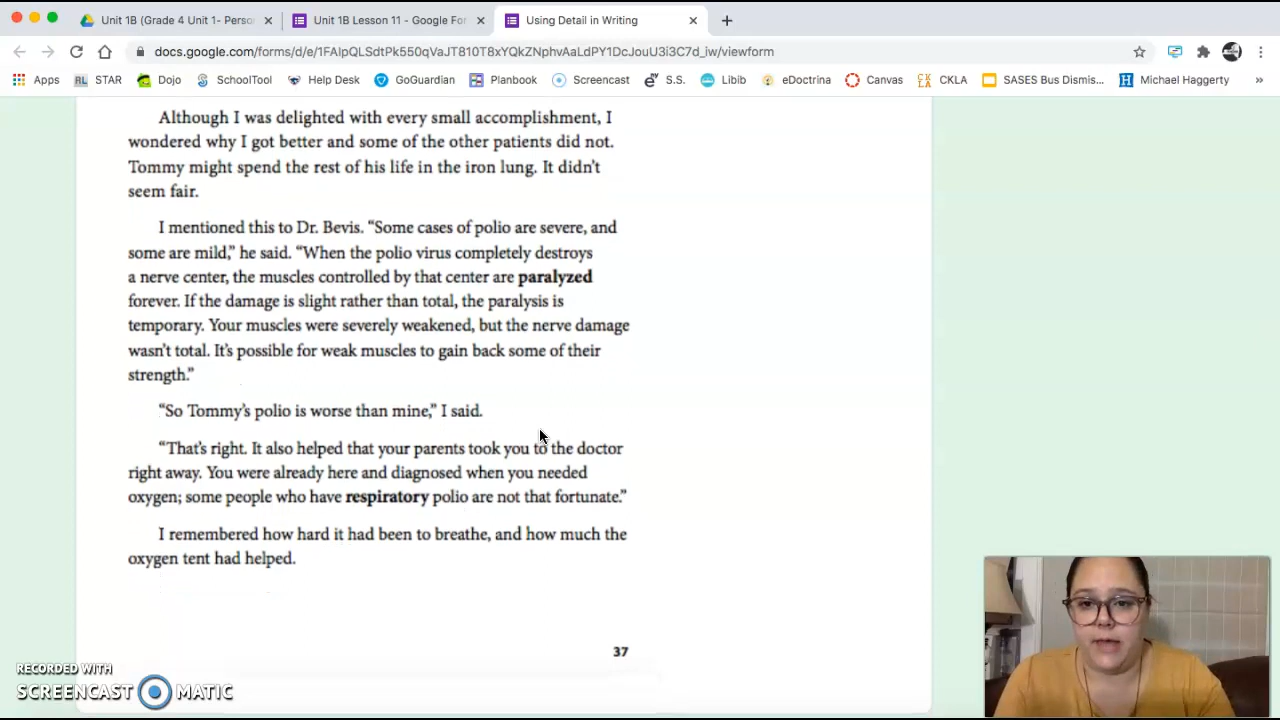 Unit 1B (Grade 4 Unit 1- Perso
Unit 1B Lesson 11 - Google For
Using Detail in Writing
docs.google.com/forms/d/e/1FAIpQLSdtPk550qVaJT810T8xYQkZNphvAaLdPY1DcJouU3i3C7d_iw/viewform
Apps
RL STAR
Dojo
SchoolTool
Help Desk
GoGuardian
Planbook
Screencast
S.S.
Libib
eDoctrina
Canvas
CKLA
SASES Bus Dismis...
Michael Haggerty
Although I was delighted with every small accomplishment, I
wondered why I got better and some of the other patients did not.
Tommy might spend the rest of his life in the iron lung. It didn't
seem fair.
I mentioned this to Dr. Bevis. “Some cases of polio are severe, and
some are mild,” he said. “When the polio virus completely destroys
a nerve center, the muscles controlled by that center are paralyzed
forever. If the damage is slight rather than total, the paralysis is
temporary. Your muscles were severely weakened, but the nerve damage
wasn't total. It's possible for weak muscles to gain back some of their
strength.”
“So Tommy's polio is worse than mine,” I said.
“That's right. It also helped that your parents took you to the doctor
right away. You were already here and diagnosed when you needed
oxygen; some people who have respiratory polio are not that fortunate.”
I remembered how hard it had been to breathe, and how much the
oxygen tent had helped.
37
RECORDED WITH
SCREENCAST MATIC